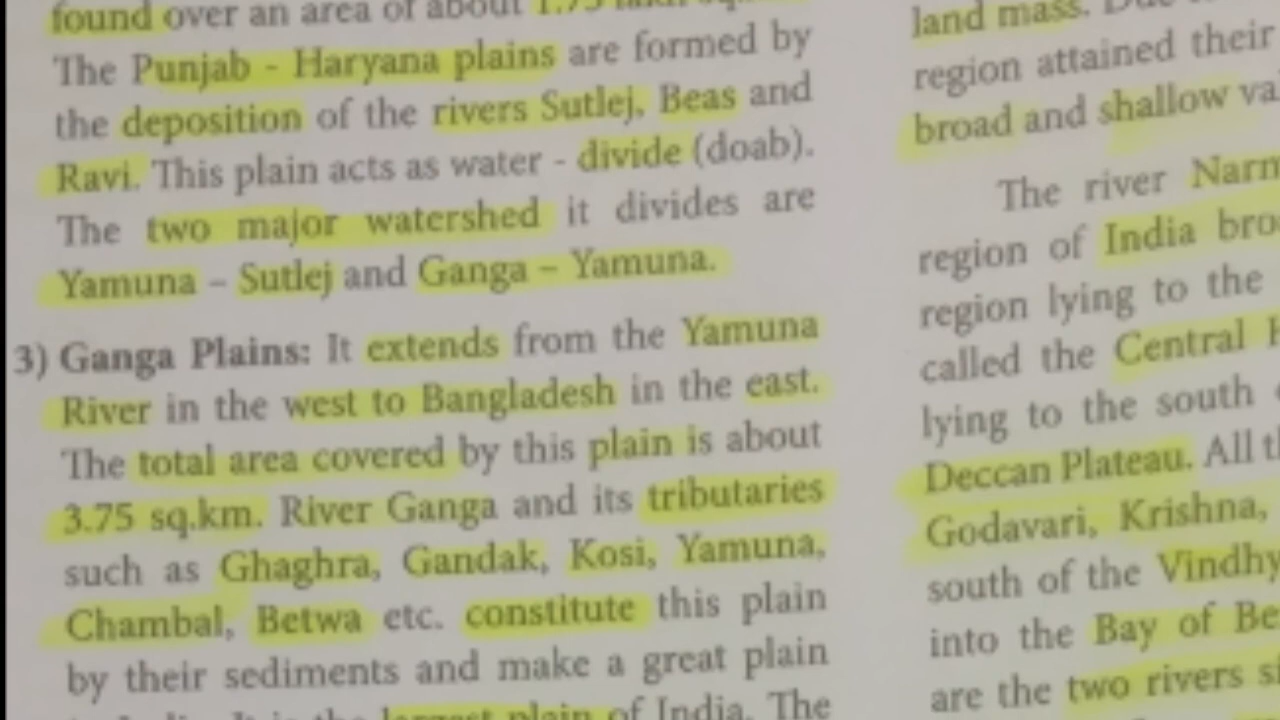 found over an area of about 1.75 lakh
The Punjab - Haryana plains are formed by
the deposition of the rivers Sutlej, Beas and
Ravi. This plain acts as water - divide (doab).
The two major watershed it divides are
Yamuna – Sutlej and Ganga – Yamuna.
3) Ganga Plains: It extends from the Yamuna
River in the west to Bangladesh in the east.
The total area covered by this plain is about
3.75 sq.km. River Ganga and its tributaries
such as Ghaghra, Gandak, Kosi, Yamuna,
Chambal, Betwa etc. constitute this plain
by their sediments and make a great plain
largest plain of India. The
land mass.
region attained their
broad and shallow
The river
region of India
region lying to the
called the Central
lying to the south
Deccan Plateau. All
Godavari, Krishna,
south of the
into the Bay of
are the two rivers